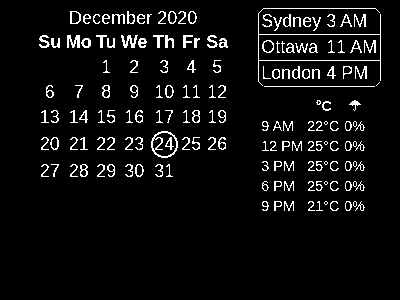 December 2020
Su Mo Tu We Th Fr Sa
1 2 3 4 5
6 7 8 9 10 11 12
13 14 15 16 17 18 19
20 21 22 23 24 25 26
27 28 29 30 31
Sydney 3 AM
Ottawa 11 AM
London 4 PM
°C ☂
9 AM 22°C 0%
12 PM 25°C 0%
3 PM 25°C 0%
6 PM 25°C 0%
9 PM 21°C 0%